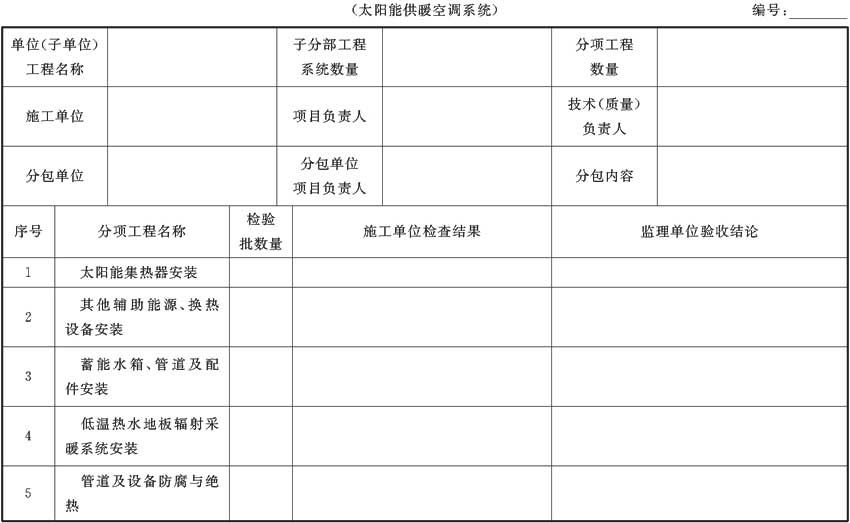 （太阳能供暖空调系统）
编号：
单位（子单位）
工程名称
子分部工程
系统数量
分项工程
数量
施工单位
项目负责人
技术（质量）
负责人
分包单位
分包单位
项目负责人
分包内容
序号
分项工程名称
检验
批数量
施工单位检查结果
监理单位验收结论
1
太阳能集热器安装
2
其他辅助能源、换热
设备安装
3
蓄能水箱、管道及配
件安装
4
低温热水地板辐射采
暖系统安装
5
管道及设备防腐与绝
热